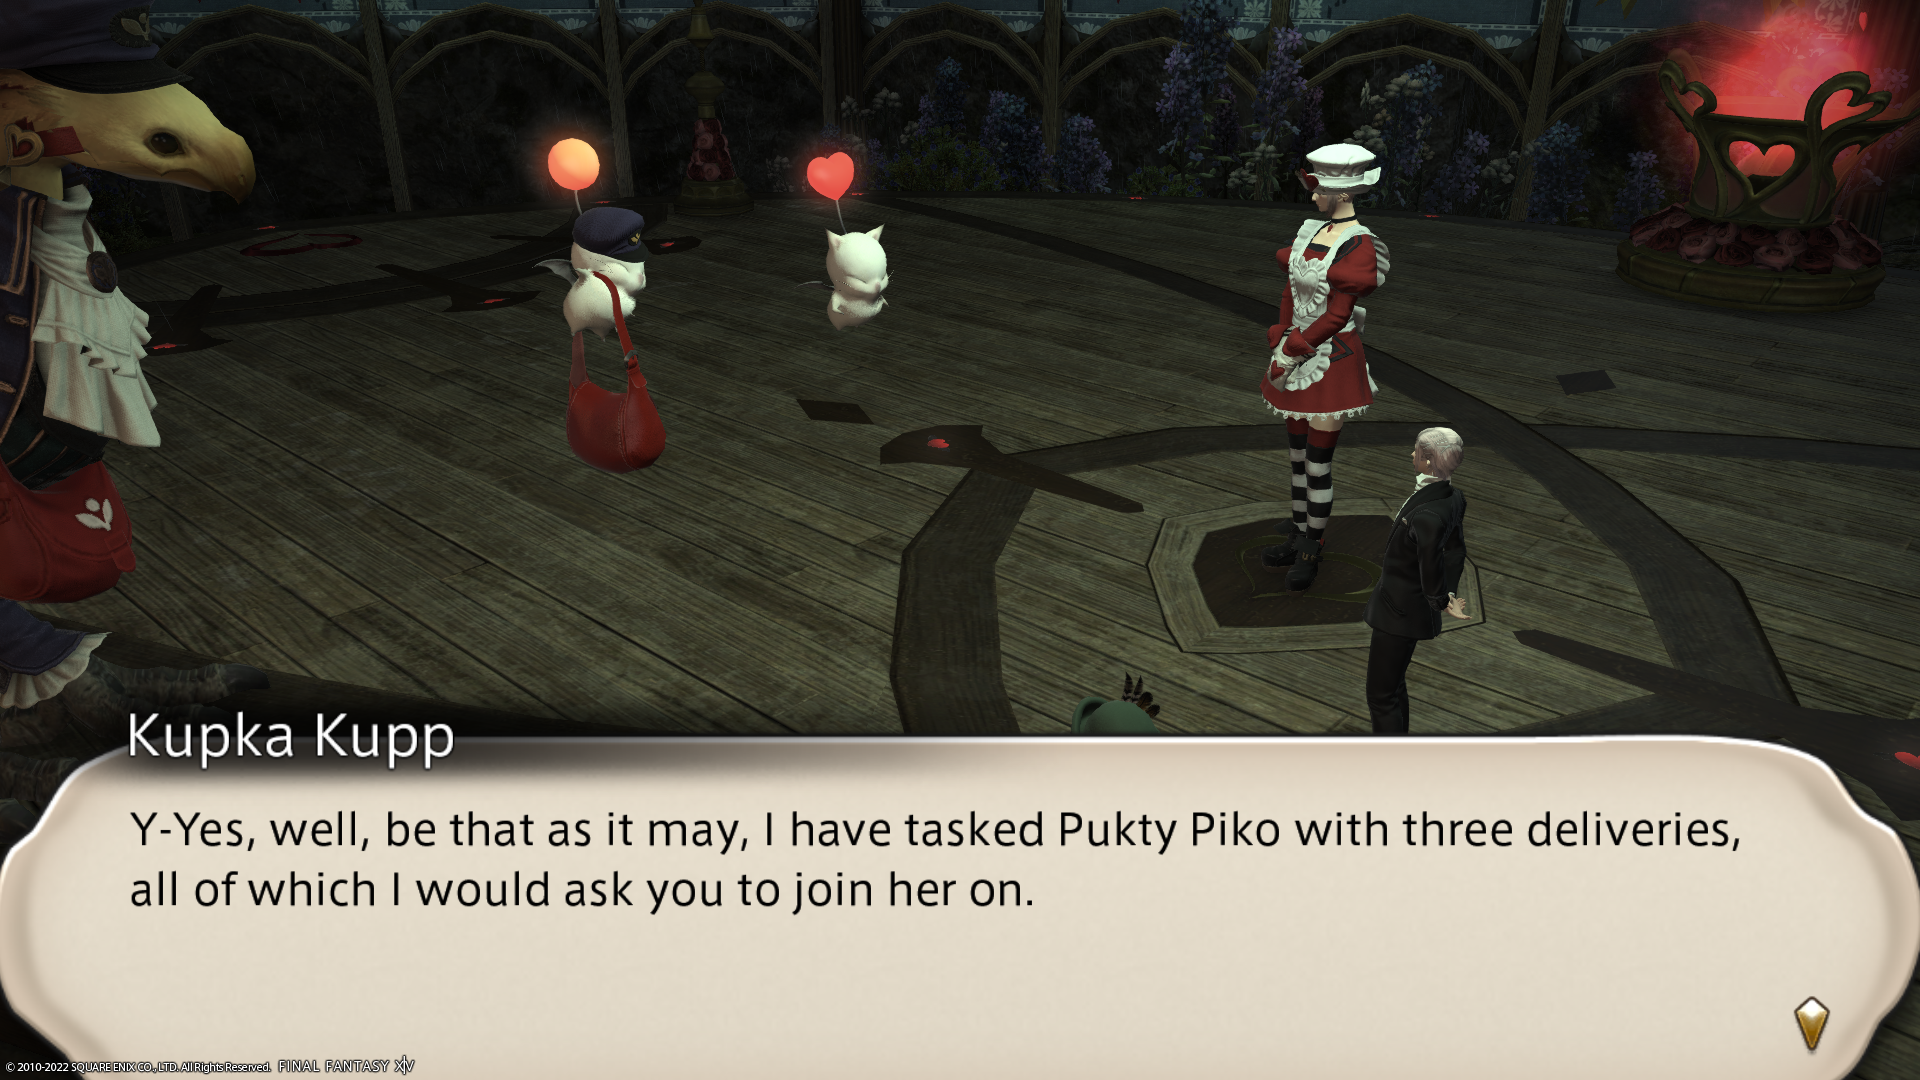 Kupka Kupp
Y-Yes, well, be that as it may, I have tasked Pukty Piko with three deliveries,
all of which I would ask you to join her on.
© 2010-2022 SQUARE ENIX CO., LTD. All Rights Reserved. FINAL FANTASY XIV